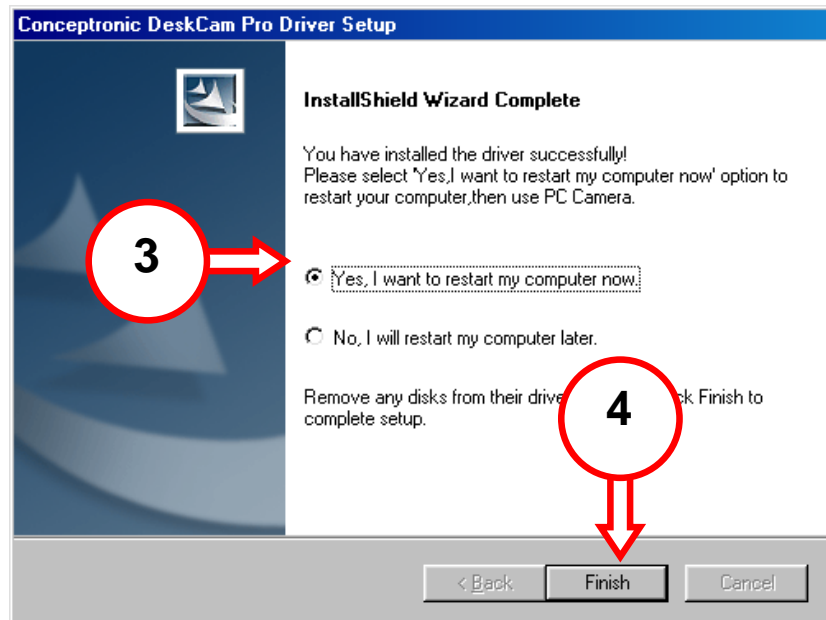 Conceptronic DeskCam Pro Driver Setup
InstallShield Wizard Complete
You have installed the driver successfully!
Please select 'Yes,I want to restart my computer now' option to
restart your computer,then use PC Camera.
3
Yes, I want to restart my computer now.
No, I will restart my computer later.
Remove any disks from their Finish to
4
complete setup.
< Back
Finish
Cancel